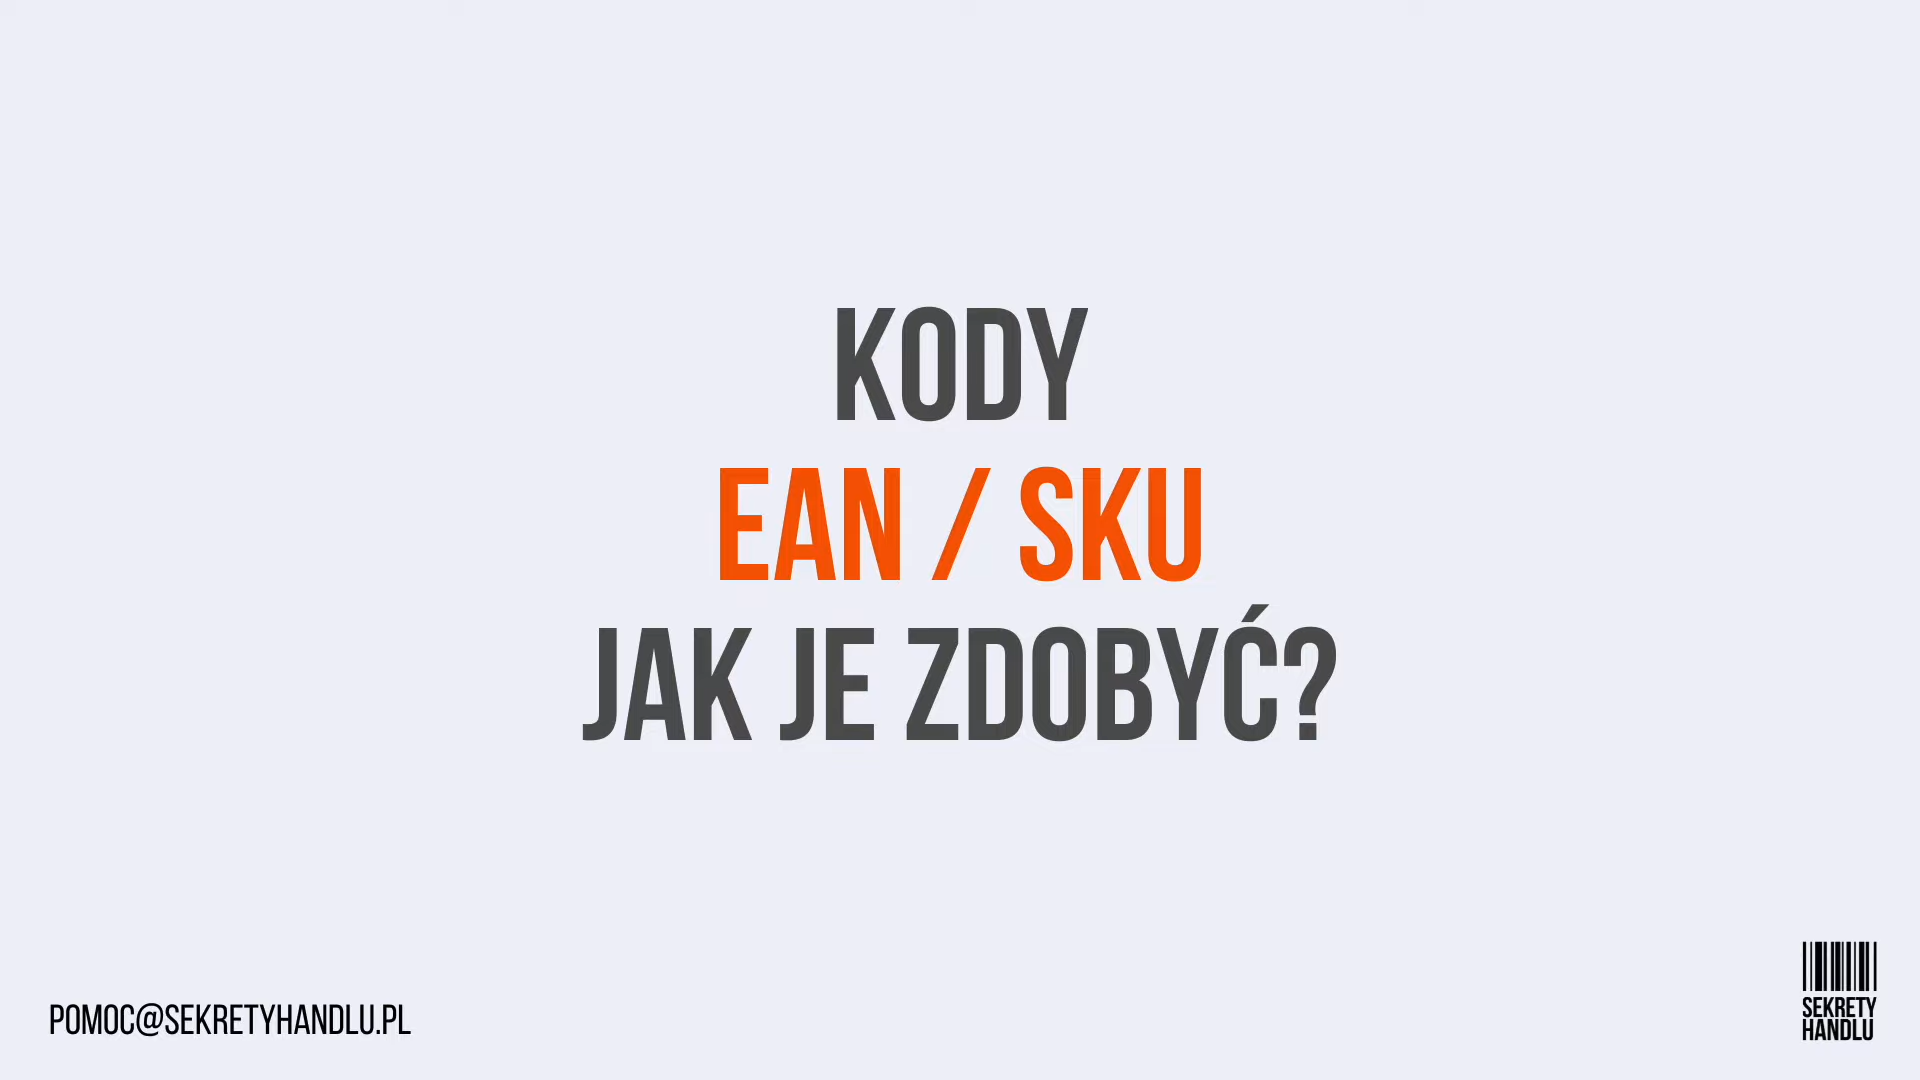 KODY
EAN / SKU
JAK JE ZDOBYĆ?
POMOC@SEKRETYHANDLU.PL
SEKRETY
HANDLU